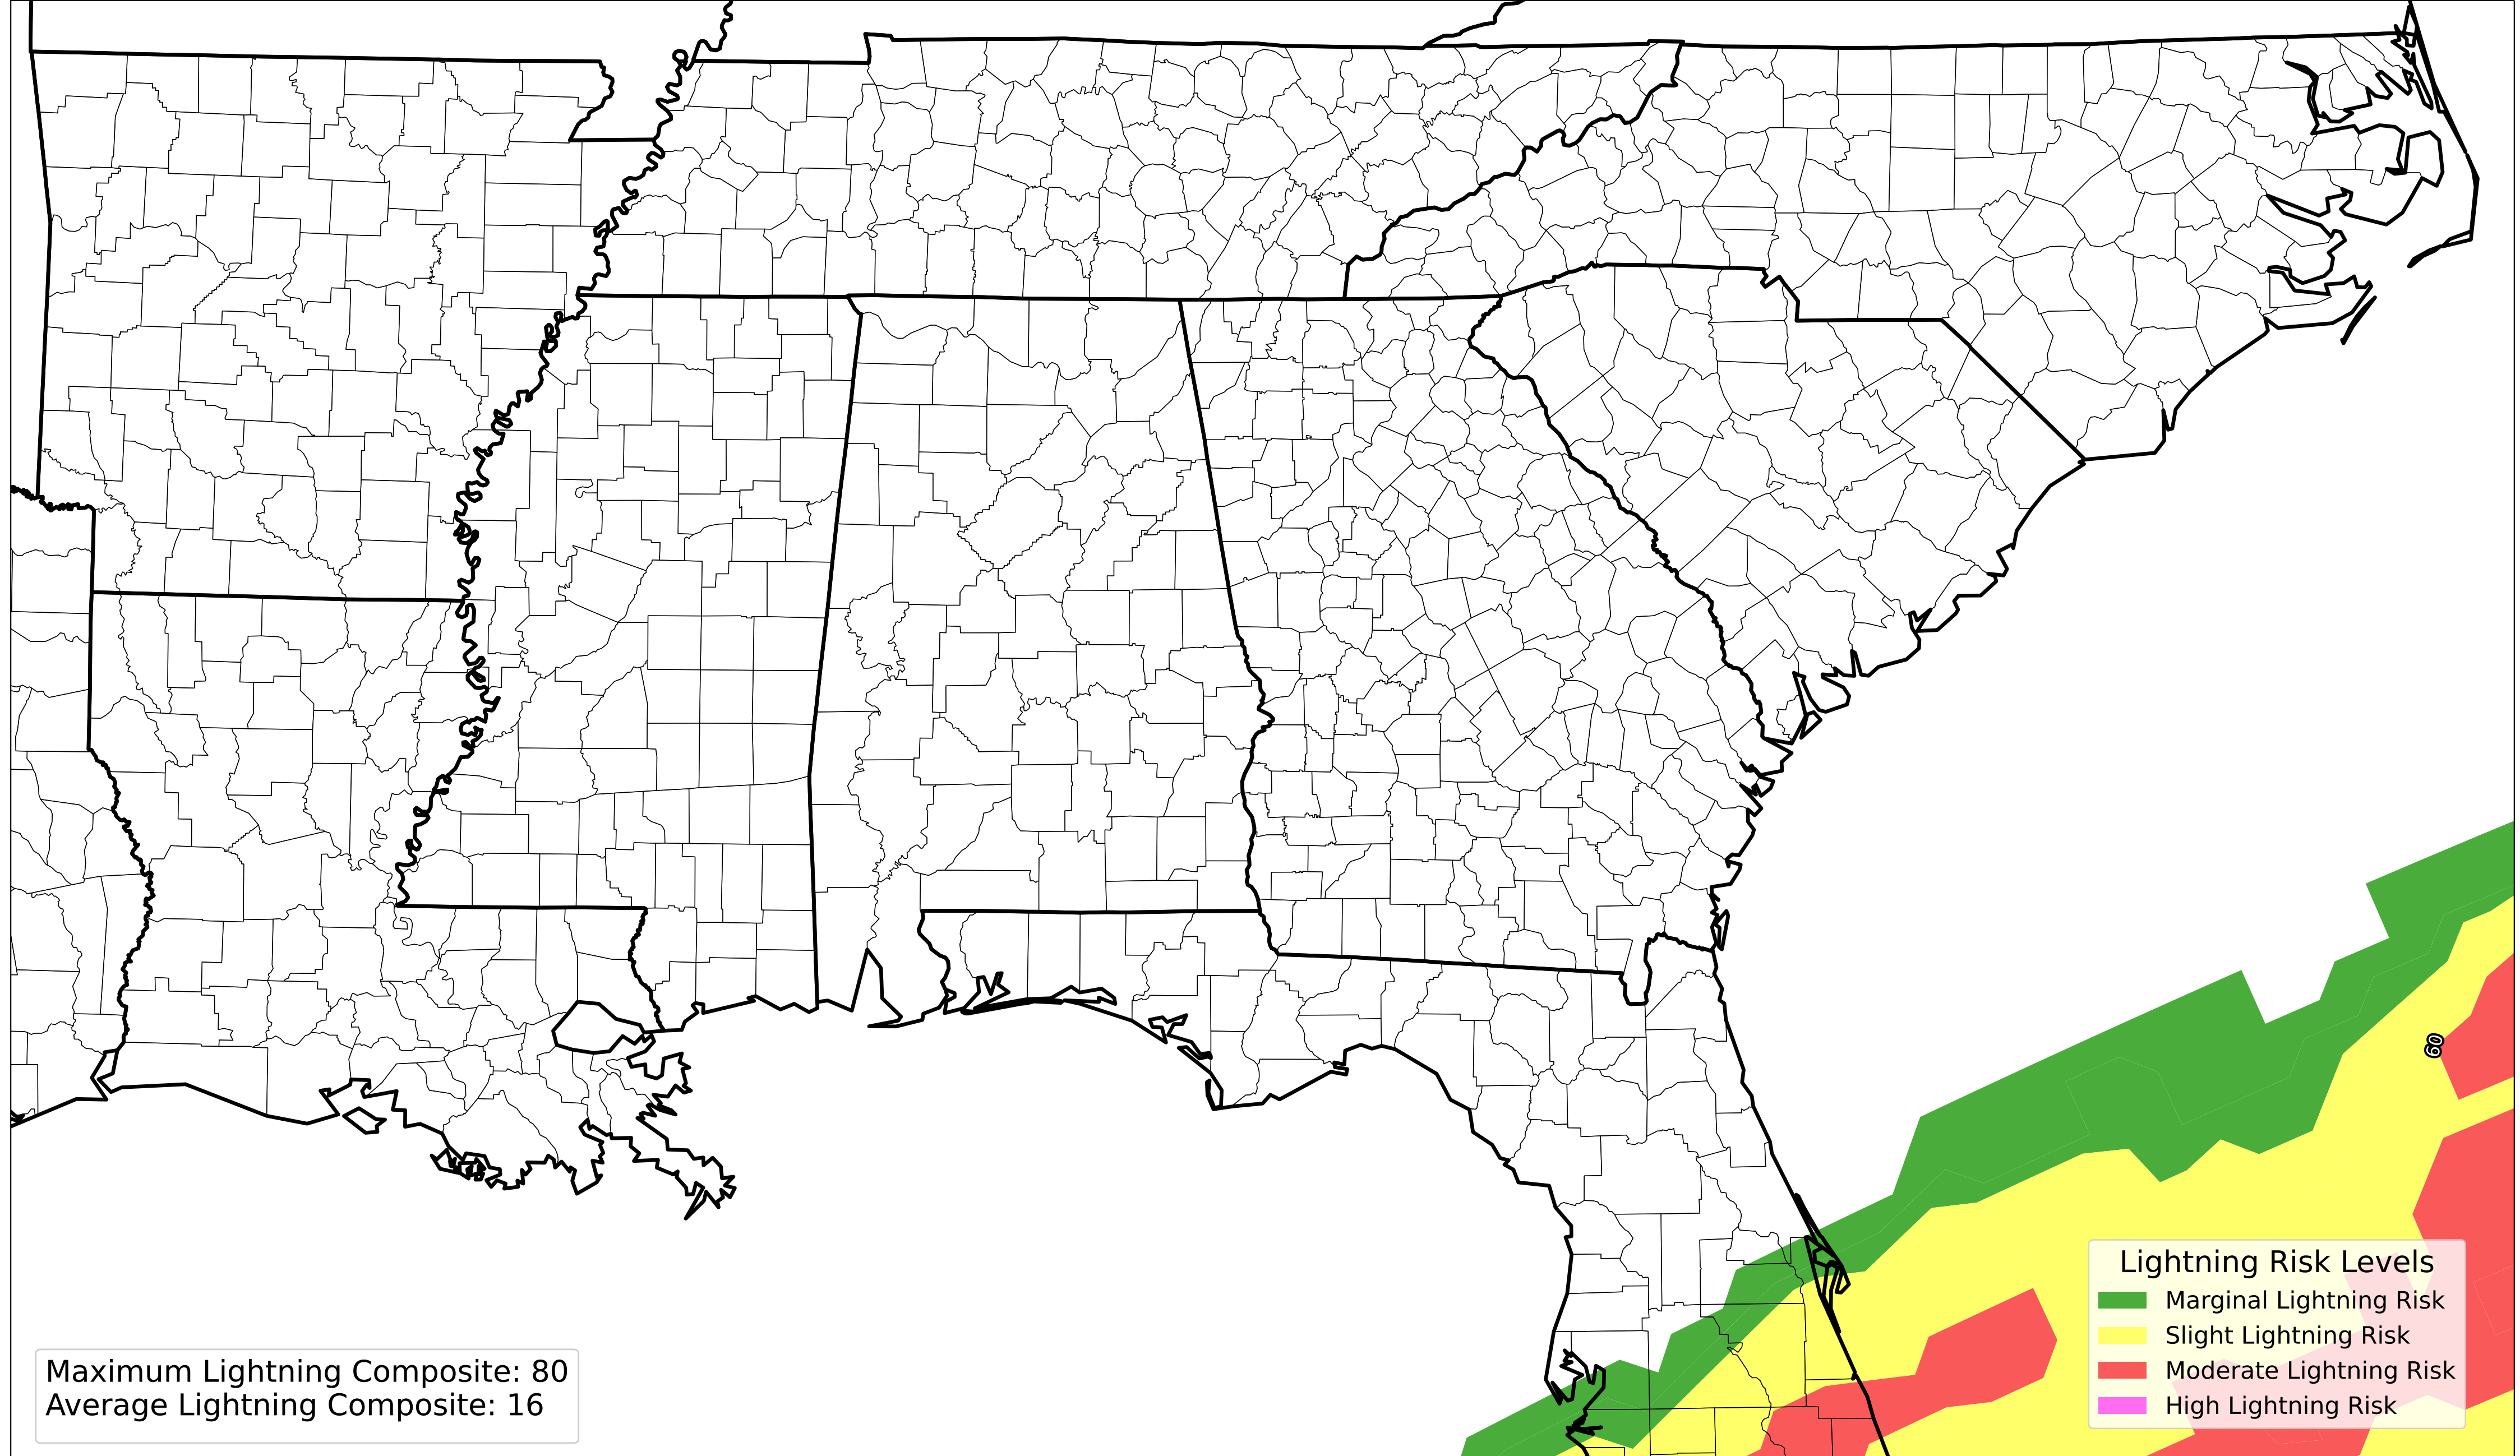 60
Lightning Risk Levels
Marginal Lightning Risk
Slight Lightning Risk
Moderate Lightning Risk
High Lightning Risk
Maximum Lightning Composite: 80
Average Lightning Composite: 16